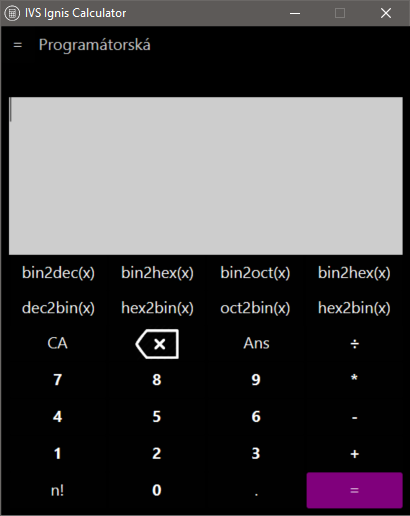 IVS Ignis Calculator
= Programátorská
bin2dec(x) bin2hex(x) bin2oct(x) bin2hex(x)
dec2bin(x) hex2bin(x) oct2bin(x) hex2bin(x)
CA Ans ÷
7 8 9 *
4 5 6 -
1 2 3 +
n! 0 . =